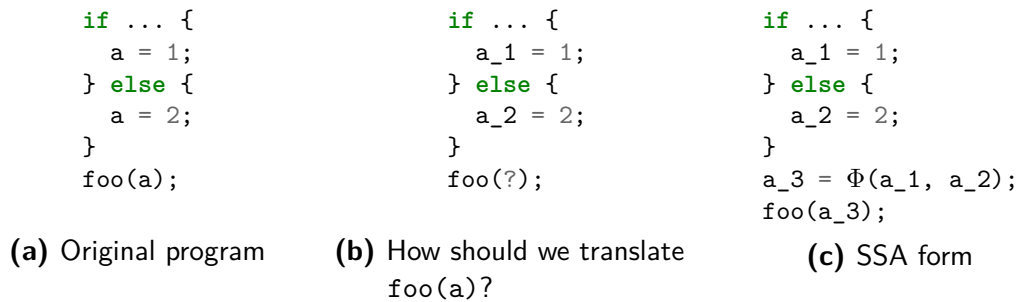 if ... {
a = 1;
} else {
a = 2;
}
foo(a);
(a) Original program
if ... {
a_1 = 1;
} else {
a_2 = 2;
}
foo(?);
(b) How should we translate
foo(a)?
if ... {
a_1 = 1;
} else {
a_2 = 2;
}
a_3 = Φ(a_1, a_2);
foo(a_3);
(c) SSA form